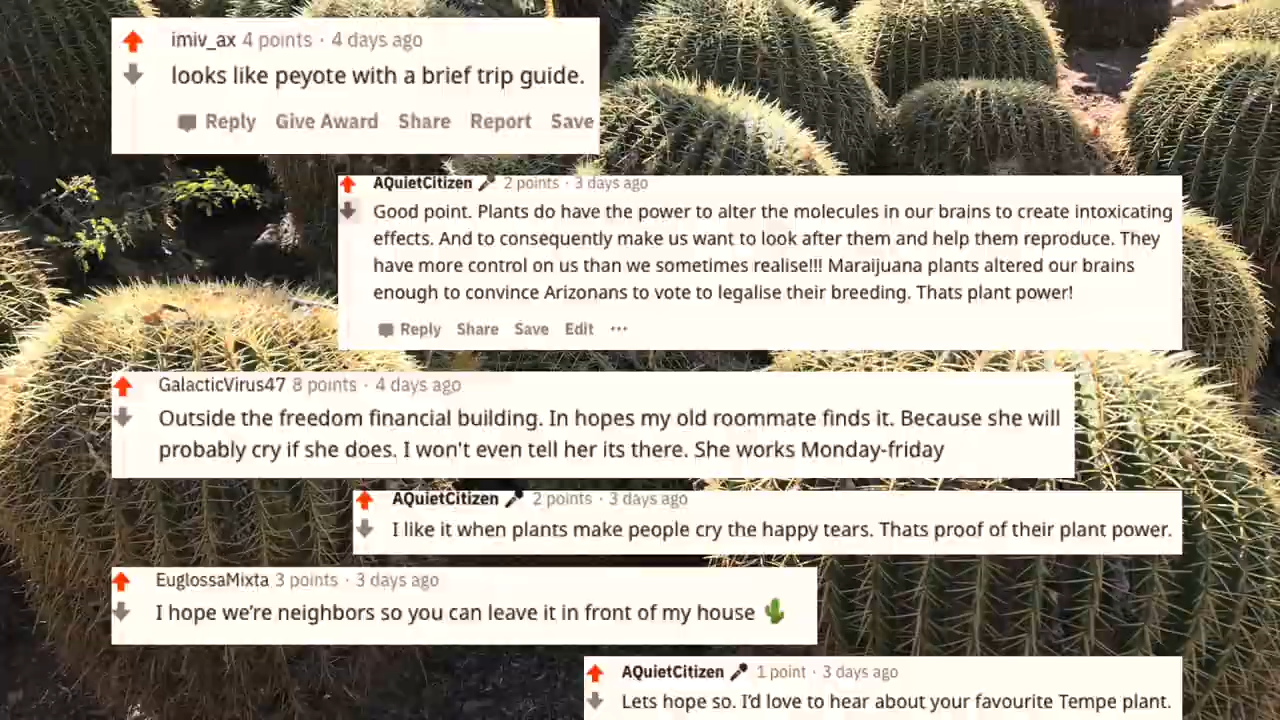 imiv_ax 4 points · 4 days ago
looks like peyote with a brief trip guide.
Reply Give Award Share Report Save
AQuietCitizen 2 points · 3 days ago
Good point. Plants do have the power to alter the molecules in our brains to create intoxicating
effects. And to consequently make us want to look after them and help them reproduce. They
have more control on us than we sometimes realise!!! Maraijuana plants altered our brains
enough to convince Arizonans to vote to legalise their breeding. Thats plant power!
Reply Share Save Edit ···
GalacticVirus47 8 points · 4 days ago
Outside the freedom financial building. In hopes my old roommate finds it. Because she will
probably cry if she does. I won't even tell her its there. She works Monday-friday
AQuietCitizen 2 points · 3 days ago
I like it when plants make people cry the happy tears. Thats proof of their plant power.
EuglossaMixta 3 points · 3 days ago
I hope we’re neighbors so you can leave it in front of my house 🌵
AQuietCitizen 1 point · 3 days ago
Lets hope so. I’d love to hear about your favourite Tempe plant.